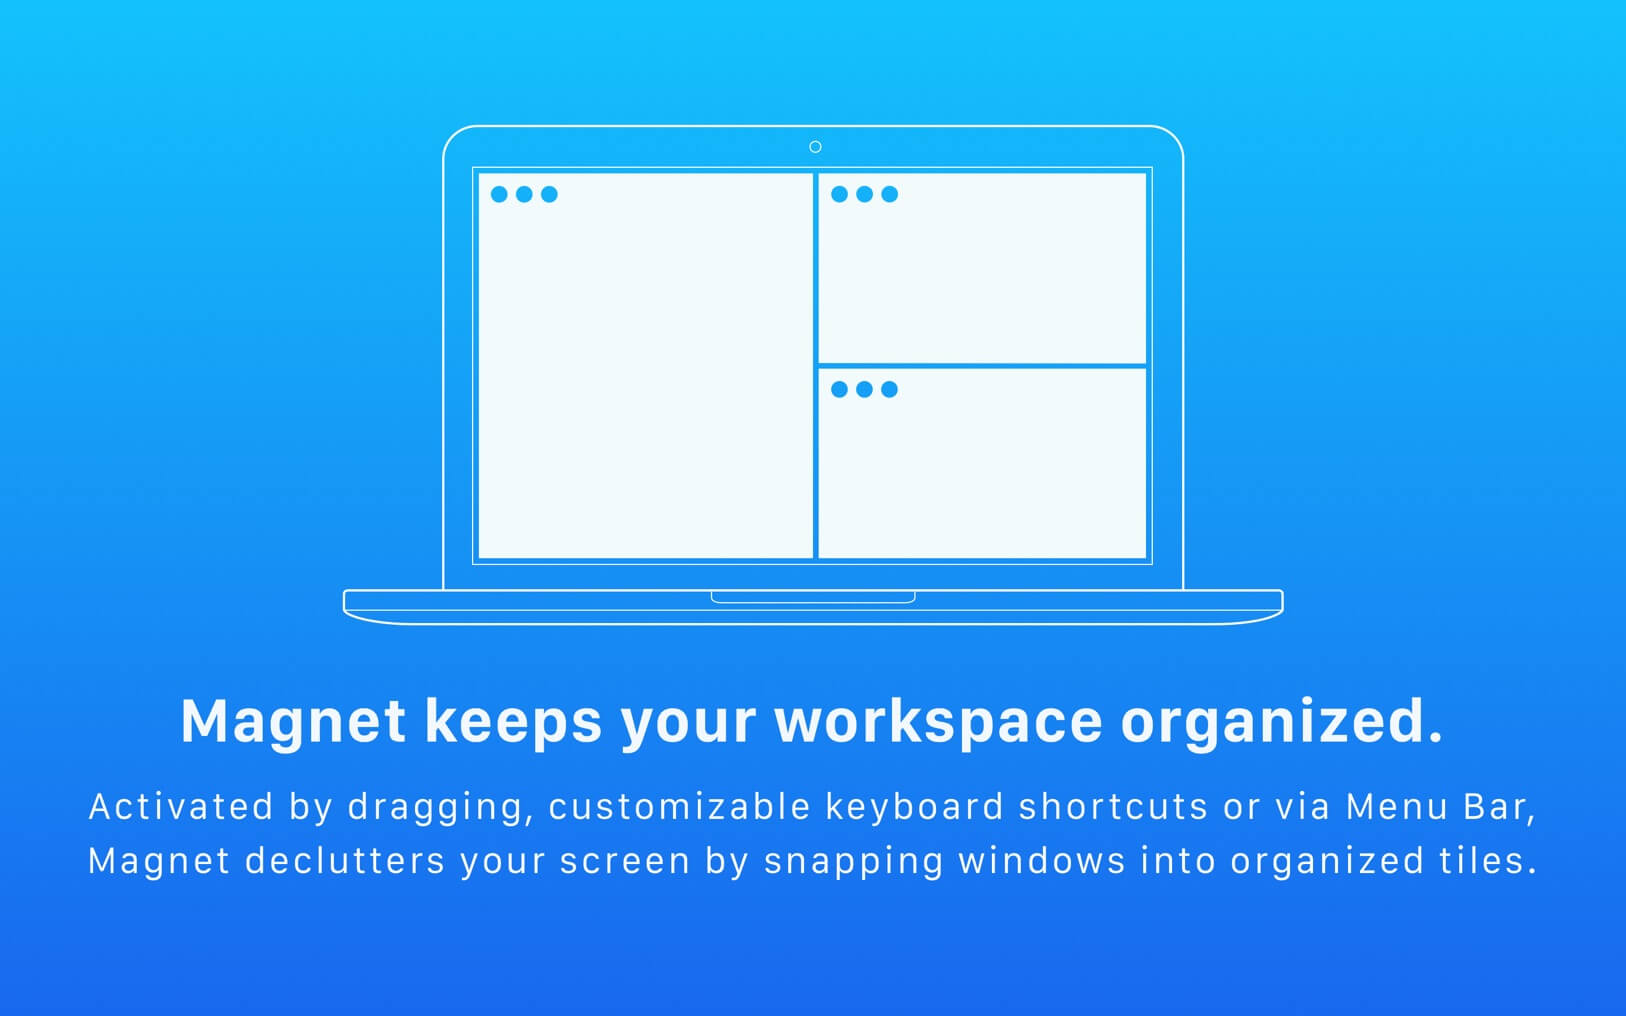 Magnet keeps your workspace organized.
Activated by dragging, customizable keyboard shortcuts or via Menu Bar,
Magnet declutters your screen by snapping windows into organized tiles.